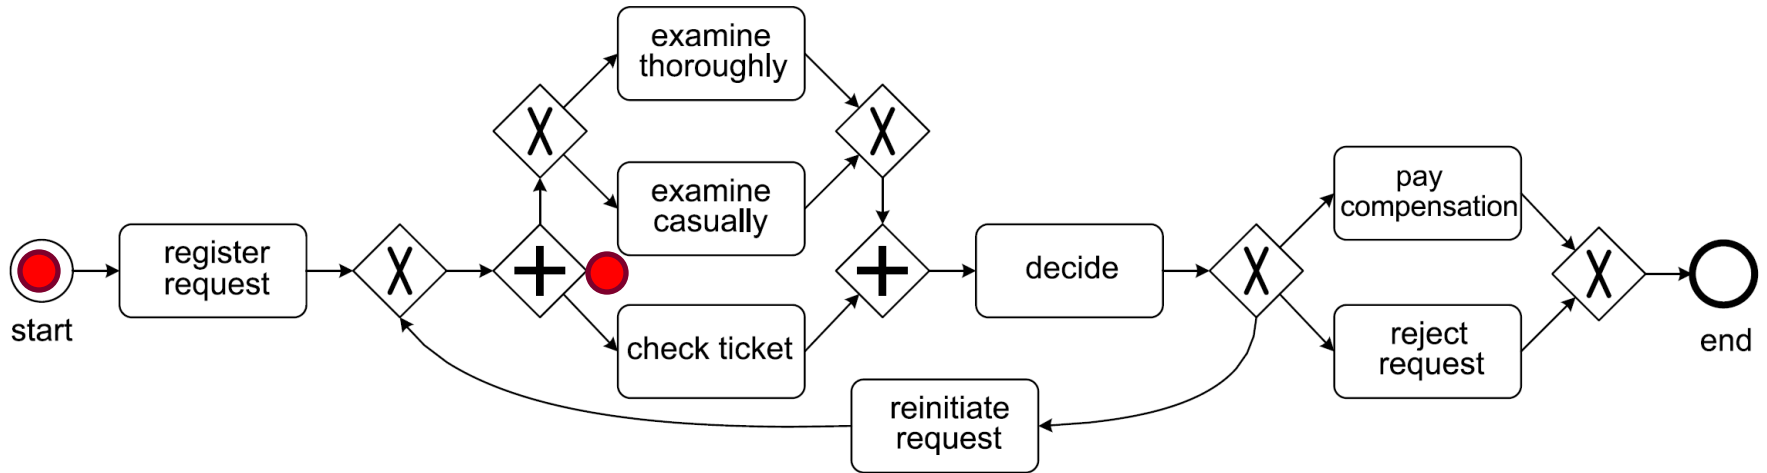 start
register
request
examine
thoroughly
examine
casually
check ticket
decide
reinitiate
request
pay
compensation
reject
request
end